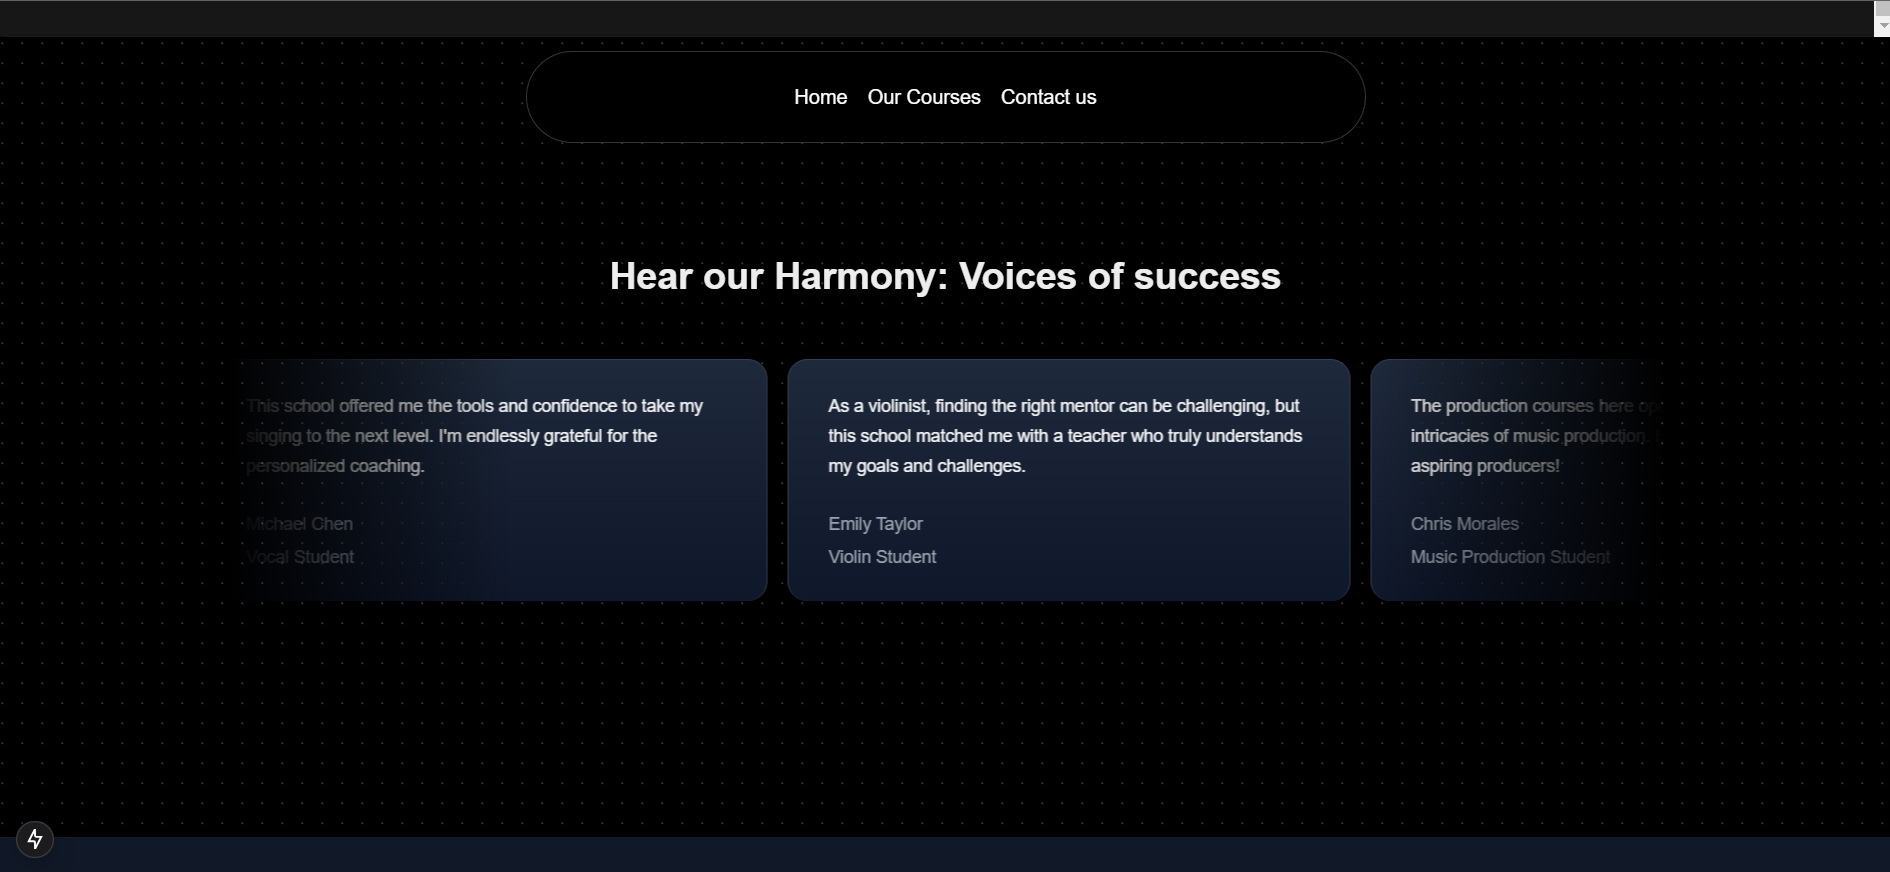 Home Our Courses Contact us
Hear our Harmony: Voices of success
This school offered me the tools and confidence to take my
singing to the next level. I'm endlessly grateful for the
personalized coaching.
Michael Chen
Vocal Student
As a violinist, finding the right mentor can be challenging, but
this school matched me with a teacher who truly understands
my goals and challenges.
Emily Taylor
Violin Student
The production courses here
intricacies of music production.
aspiring producers!
Chris Morales
Music Production Student